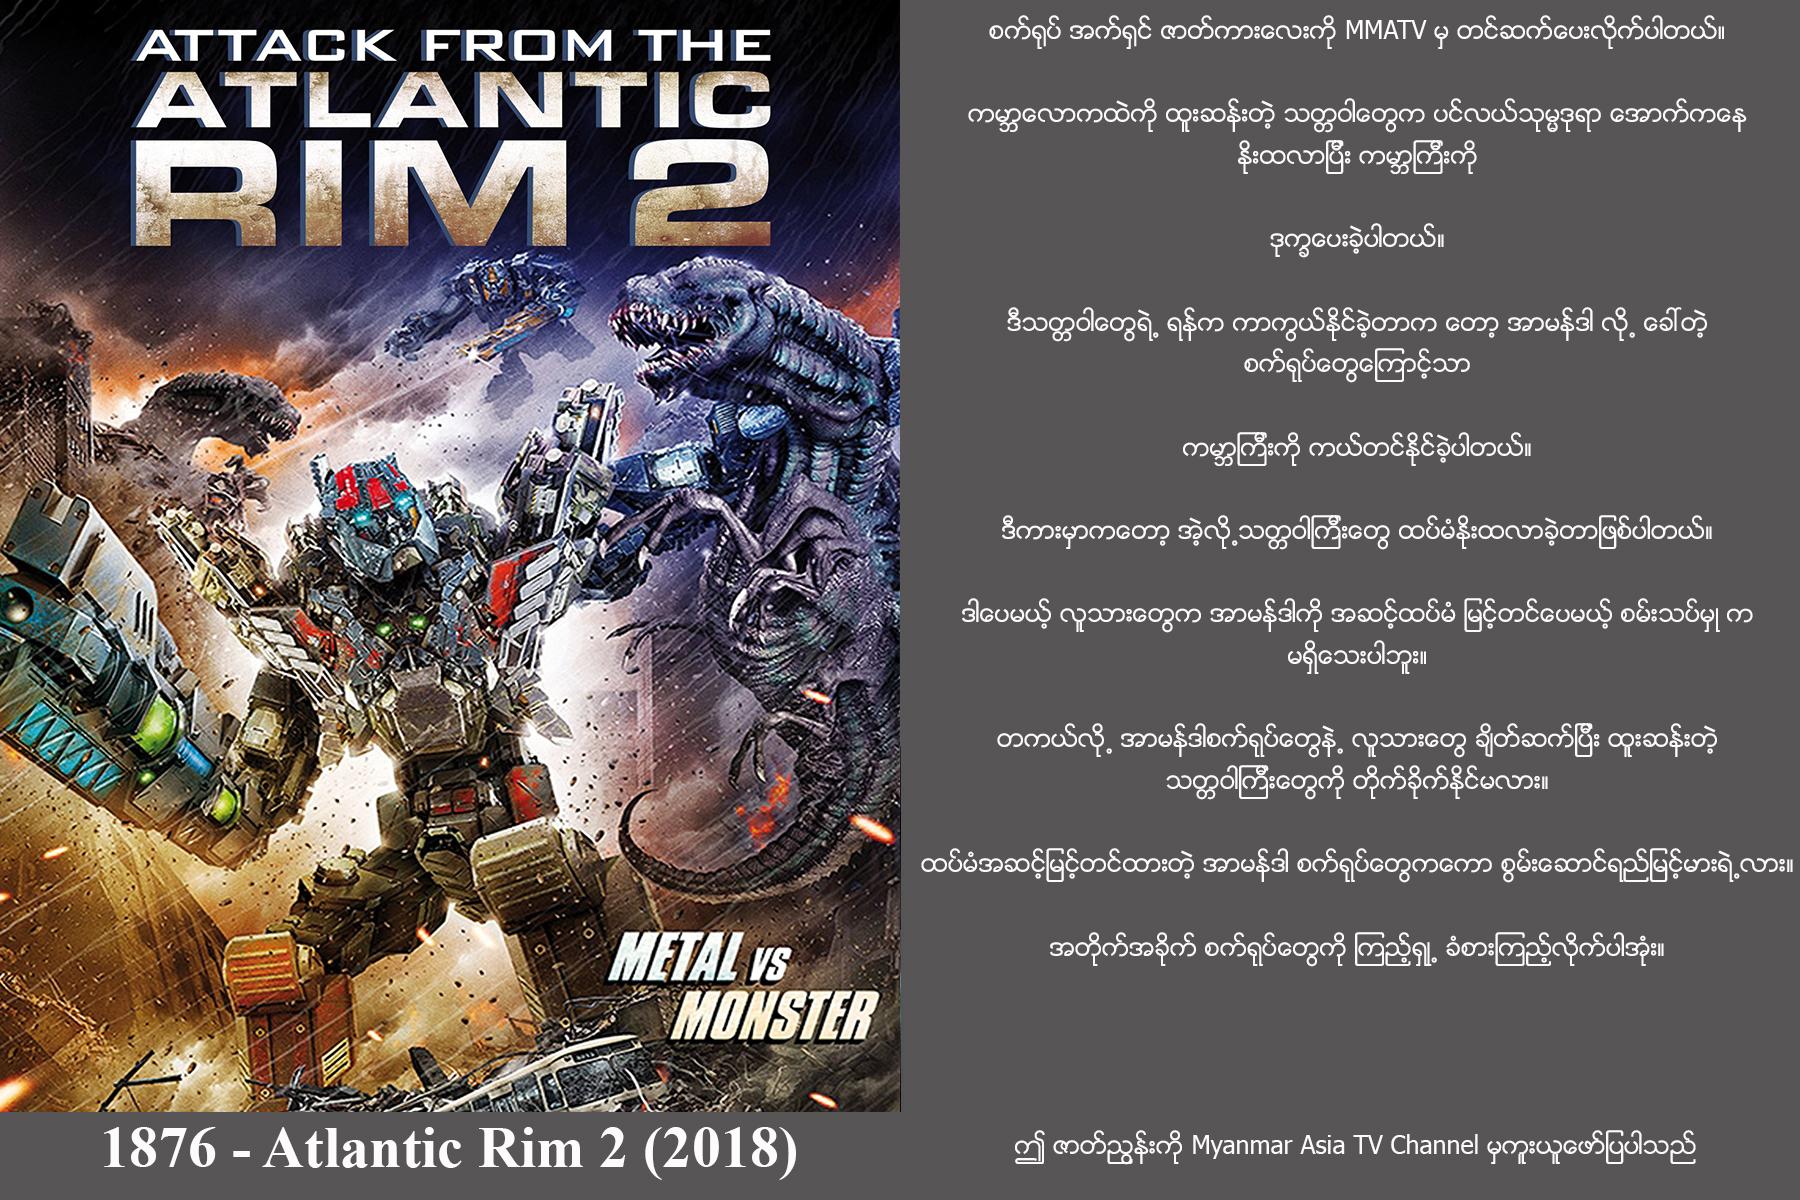 ATTACK FROM THE
ATLANTIC
RIM 2
METAL VS
MONSTER
1876 - Atlantic Rim 2 (2018)
စက်ရုပ် အက်ရှင် ဇာတ်ကားလေးကို MMATV မှ တင်ဆက်ပေးလိုက်ပါတယ်။
ကမ္ဘာလောကထဲကို ထူးဆန်းတဲ့ သတ္တဝါတွေက ပင်လယ်သုမ္မဒုရာ အောက်ကနေ
နိုးထလာပြီး ကမ္ဘာကြီးကို
ဒုက္ခပေးခဲ့ပါတယ်။
ဒီသတ္တဝါတွေရဲ့ ရန်က ကာကွယ်နိုင်ခဲ့တာက တော့ အာမန်ဒါ လို့ ခေါ်တဲ့
စက်ရုပ်တွေကြောင့်သာ
ကမ္ဘာကြီးကို ကယ်တင်နိုင်ခဲ့ပါတယ်။
ဒီကားမှာကတော့ အဲ့လို့သတ္တဝါကြီးတွေ ထပ်မံနိုးထလာခဲ့တာဖြစ်ပါတယ်။
ဒါပေမယ့် လူသားတွေက အာမန်ဒါကို အဆင့်ထပ်မံ မြင့်တင်ပေမယ့် စမ်းသပ်မှု က
မရှိသေးပါဘူး။
တကယ်လို့ အာမန်ဒါစက်ရုပ်တွေနဲ့ လူသားတွေ ချိတ်ဆက်ပြီး ထူးဆန်းတဲ့
သတ္တဝါကြီးတွေကို တိုက်ခိုက်နိုင်မလား။
ထပ်မံအဆင့်မြင့်တင်ထားတဲ့ အာမန်ဒါ စက်ရုပ်တွေကကော စွမ်းဆောင်ရည်မြင့်မားရဲ့လား။
အတိုက်အခိုက် စက်ရုပ်တွေကို ကြည့်ရှု့ ခံစားကြည့်လိုက်ပါအုံး။
ဤ ဇာတ်ညွှန်းကို Myanmar Asia TV Channel မှကူးယူဖော်ပြပါသည်